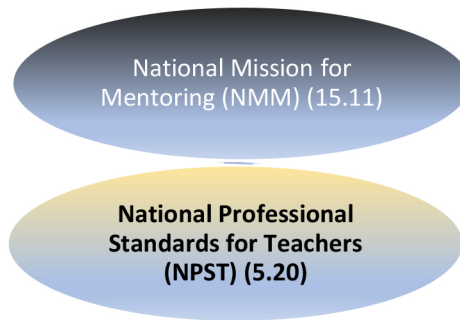 National Mission for
Mentoring (NMM) (15.11)
National Professional
Standards for Teachers
(NPST) (5.20)